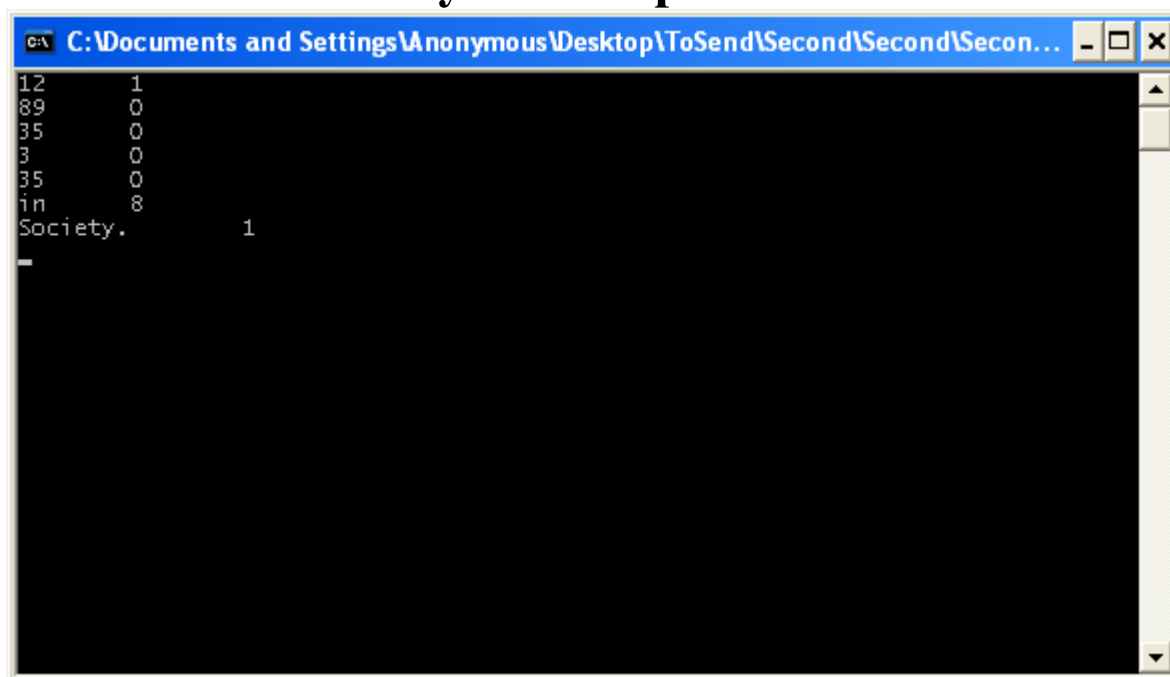 C:\Documents and Settings\Anonymous\Desktop\ToSend\Second\Second\Secon...
12 1
89 0
35 0
3 0
35 0
in 8
Society. 1